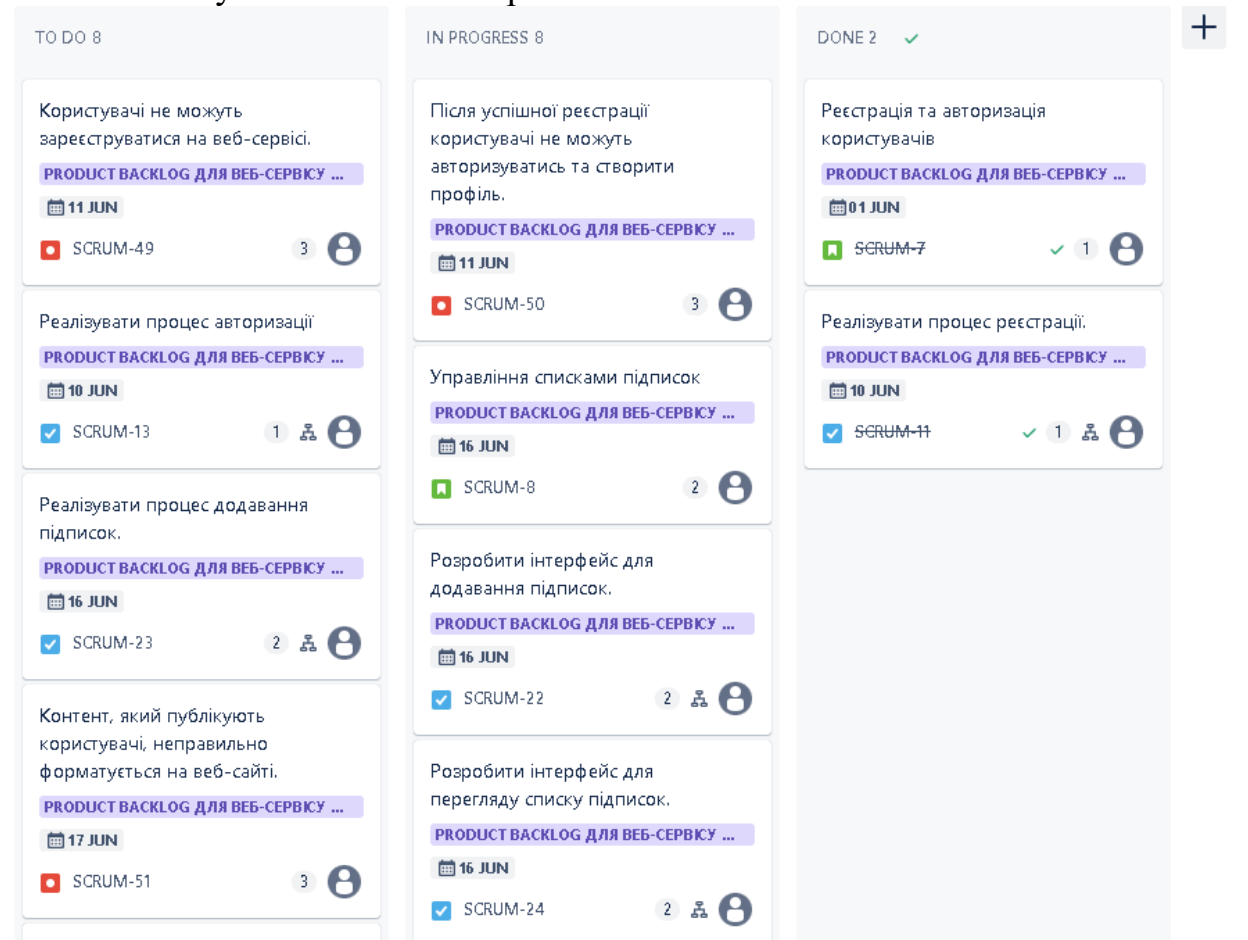 TO DO 8
Користувачі не можуть
зареєструватися на веб-сервісі.
PRODUCT BACKLOG ДЛЯ ВЕБ-СЕРВІСУ ...
11 JUN
SCRUM-49 3
Реалізувати процес авторизації
PRODUCT BACKLOG ДЛЯ ВЕБ-СЕРВІСУ ...
10 JUN
SCRUM-13 1
Реалізувати процес додавання
підписок.
PRODUCT BACKLOG ДЛЯ ВЕБ-СЕРВІСУ ...
16 JUN
SCRUM-23 2
Контент, який публікують
користувачі, неправильно
форматується на веб-сайті.
PRODUCT BACKLOG ДЛЯ ВЕБ-СЕРВІСУ ...
17 JUN
SCRUM-51 3
IN PROGRESS 8
Після успішної реєстрації
користувачі не можуть
авторизуватись та створити
профіль.
PRODUCT BACKLOG ДЛЯ ВЕБ-СЕРВІСУ ...
11 JUN
SCRUM-50 3
Управління списками підписок
PRODUCT BACKLOG ДЛЯ ВЕБ-СЕРВІСУ ...
16 JUN
SCRUM-8 2
Розробити інтерфейс для
додавання підписок.
PRODUCT BACKLOG ДЛЯ ВЕБ-СЕРВІСУ ...
16 JUN
SCRUM-22 2
Розробити інтерфейс для
перегляду списку підписок.
PRODUCT BACKLOG ДЛЯ ВЕБ-СЕРВІСУ ...
16 JUN
SCRUM-24 2
DONE 2
Реєстрація та авторизація
користувачів
PRODUCT BACKLOG ДЛЯ ВЕБ-СЕРВІСУ ...
01 JUN
SCRUM-7 1
Реалізувати процес реєстрації.
PRODUCT BACKLOG ДЛЯ ВЕБ-СЕРВІСУ ...
10 JUN
SCRUM-11 1